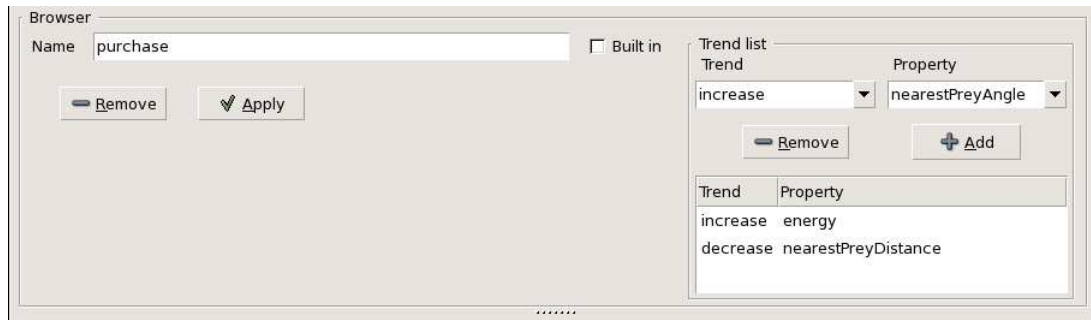 Browser
Name purchase Built in
Remove Apply
Trend list
Trend Property
increase nearestPreyAngle
Remove Add
Trend Property
increase energy
decrease nearestPreyDistance